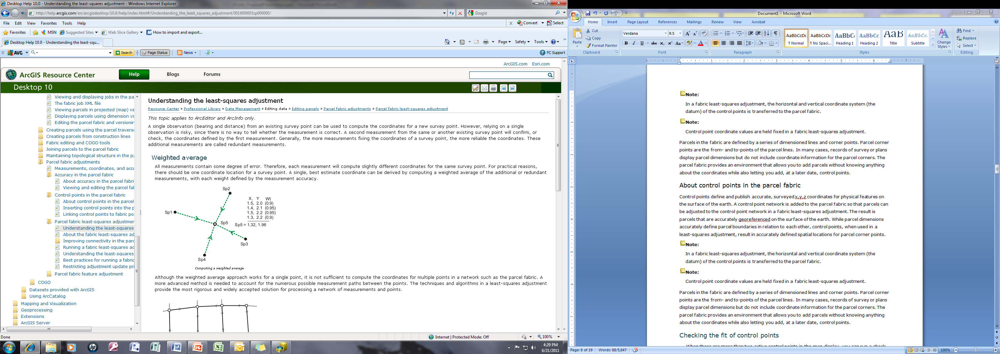 Desktop Help 10.0 - Understanding the least-squares adjustment - Windows Internet Explorer
http://help.arcgis.com/en/arcgisdesktop/10.0/help/index.html#/Understanding_the_least_squares_adjustment/001t000003zp000000/
Google
File Edit View Favorites Tools Help
Convert Select
Favorites MSN Suggested Sites Web Slice Gallery How to import and export...
Desktop Help 10.0 - Understanding the least-squ...
Page Safety Tools
AVG Search Page Status News PC Support
ArcGIS.com Esri.com
ArcGIS Resource Center Help Blogs Forums
Desktop 10
Viewing and displaying jobs in the pa
The fabric job XML file
Viewing parcels in projected (map) vs
Displaying parcels using dimension vs
Editing the parcel fabric and versionin
Creating parcels using the parcel traverse
Creating parcels from construction lines
Fabric editing and COGO tools
Joining parcels to the parcel fabric
Maintaining topological structure in the pa
Parcel fabric adjustments
Measurements, coordinates, and accu
Accuracy in the parcel fabric
About accuracy in the parcel fabri
Viewing and editing the parcel fab
Control points in the parcel fabric
About control points in the parcel
Inserting control points into the p
Linking control points to fabric po
Parcel fabric least-squares adjustmer
Understanding the least-squares
About the fabric least-squares ad
Improving connectivity in the parc
Running a fabric least-squares ac
Understanding the least-squares
Best practices for running a fabric
Restricting adjustment update pri
Parcel fabric feature adjustment
COGO
Datasets provided with ArcGIS
Using ArcCatalog
Mapping and Visualization
Geoprocessing
Extensions
ArcGIS Server
Understanding the least-squares adjustment
Resource Center » Professional Library » Data Management » Editing data » Editing parcels » Parcel fabric adjustments » Parcel fabric least-squares adjustment
This topic applies to ArcEditor and ArcInfo only.
A single observation (bearing and distance) from an existing survey point can be used to compute the coordinates for a new survey point. However, relying on a single
observation is risky, since there is no way to tell whether the measurement is correct. A second measurement from the same or another existing survey point will confirm, or
check, the coordinates defined by the first measurement. Generally, the more measurements fixing the coordinates of a survey point, the more reliable the coordinates. These
additional measurements are called redundant measurements.
Weighted average
All measurements contain some degree of error. Therefore, each measurement will compute slightly different coordinates for the same survey point. For practical reasons,
there should be one coordinate location for a survey point. A single, best estimate coordinate can be derived by computing a weighted average of the additional or redundant
measurements, with each weight defined by the measurement accuracy.
Sp2
X, Y Wt
1.5, 2.0 (0.9)
1.4, 2.1 (0.95)
1.5, 2.2 (0.95)
1.3, 2.2 (0.9)
Sp1
Sp5
Sp5 = 1.32, 1.96
Sp3
Sp4
Computing a weighted average
Although the weighted average approach works for a single point, it is not sufficient to compute the coordinates for multiple points in a network such as the parcel fabric. A
more advanced method is needed to account for the numerous possible measurement paths between the points. The techniques and algorithms in a least-squares adjustment
provide the most rigorous and widely accepted solution for processing a network of measurements and points.
Done
Internet | Protected Mode: Off
100%
4:29 PM
6/21/2011
Document1 - Microsoft Word
Home Insert Page Layout References Mailings Review View Acrobat
Paste
Cut
Copy
Format Painter
Clipboard
Verdana 9.5
Font
Paragraph
AaBbCcDc AaBbCcDc AaBbCc AaBbCc AaB AaBbCc.
¶ Normal ¶ No Spaci... Heading 1 Heading 2 Title Subtitle
Change
Styles
Styles
Find
Replace
Select
Editing
1 1 2 3 4 5 6 7
Note:
In a fabric least-squares adjustment, the horizontal and vertical coordinate system (the
datum) of the control points is transferred to the parcel fabric.
Note:
Control point coordinate values are held fixed in a fabric least-squares adjustment.
Parcels in the fabric are defined by a series of dimensioned lines and corner points. Parcel corner
points are the from- and to-points of the parcel lines. In many cases, records of survey or plans
display parcel dimensions but do not include coordinate information for the parcel corners. The
parcel fabric provides an environment that allows you to add parcels without knowing anything
about the coordinates while also letting you add, at a later date, control points.
About control points in the parcel fabric
Control points define and publish accurate, surveyed x,y,z coordinates for physical features on
the surface of the earth. A control point network is added to the parcel fabric so that parcels can
be adjusted to the control point network in a fabric least-squares adjustment. The result is
parcels that are accurately georeferenced on the surface of the earth. While parcel dimensions
accurately define parcel boundaries in relation to each other, control points, when used in a
least-squares adjustment, result in accurately defined spatial locations for parcel corner points.
Note:
In a fabric least-squares adjustment, the horizontal and vertical coordinate system (the
datum) of the control points is transferred to the parcel fabric.
Note:
Control point coordinate values are held fixed in a fabric least-squares adjustment.
Parcels in the fabric are defined by a series of dimensioned lines and corner points. Parcel corner
points are the from- and to-points of the parcel lines. In many cases, records of survey or plans
display parcel dimensions but do not include coordinate information for the parcel corners. The
parcel fabric provides an environment that allows you to add parcels without knowing anything
about the coordinates while also letting you add, at a later date, control points.
Checking the fit of control points
When there are more than two active control points in the map display, you can run a check
Page: 8 of 19 Words: 88/5,847
100%